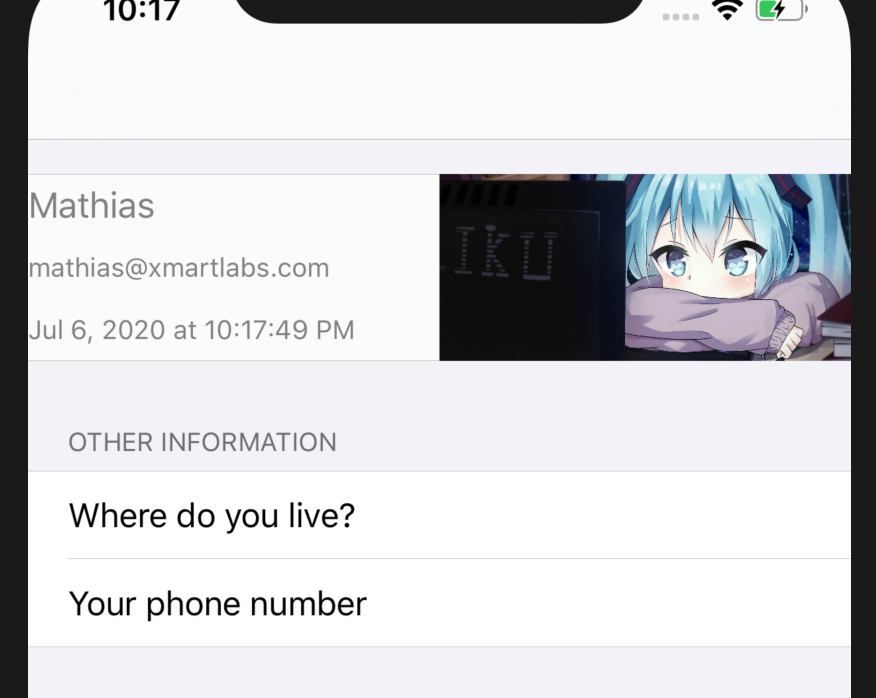 10:17
Mathias
mathias@xmartlabs.com
Jul 6, 2020 at 10:17:49 PM
IKU
OTHER INFORMATION
Where do you live?
Your phone number